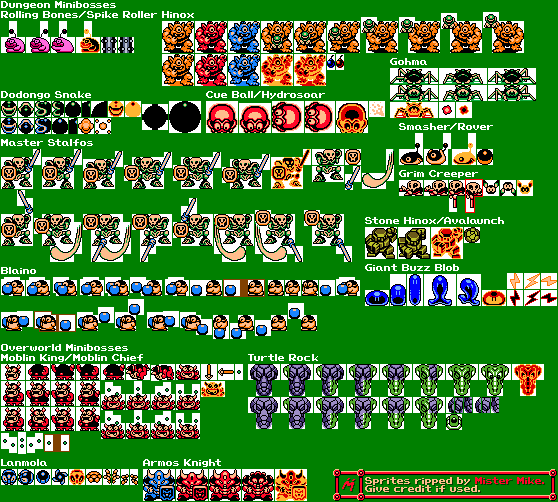 Dungeon Minibosses
Rolling Bones/Spike Roller Hinox
Gohma
Dodongo Snake
Cue Ball/Hydrosoar
Smasher/Rover
Master Stalfos
Grim Creeper
Stone Hinox/Avalaunch
Blaino
Giant Buzz Blob
Overworld Minibosses
Moblin King/Moblin Chief
Turtle Rock
Lanmola
Armos Knight
Sprites ripped by Mister Mike.
Give credit if used.